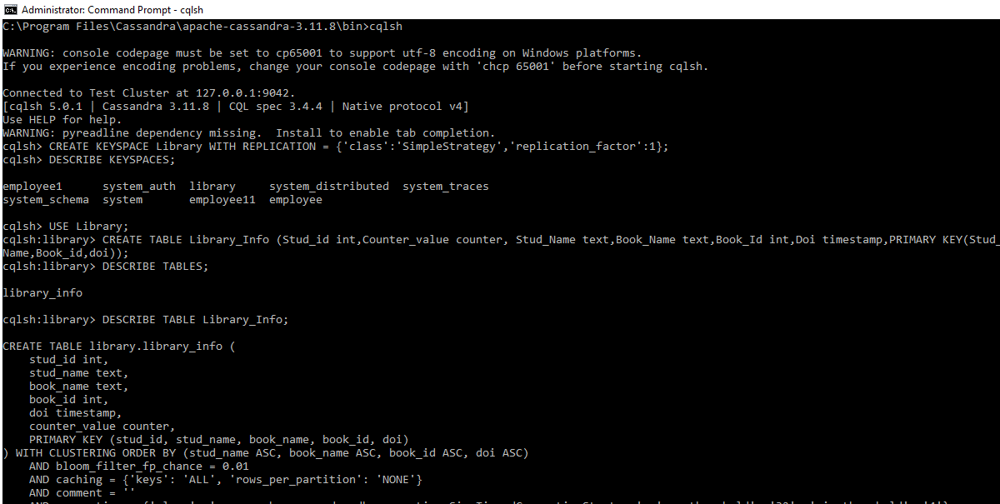 Administrator: Command Prompt - cqlsh
C:\Program Files\Cassandra\apache-cassandra-3.11.8\bin>cqlsh
WARNING: console codepage must be set to cp65001 to support utf-8 encoding on Windows platforms.
If you experience encoding problems, change your console codepage with 'chcp 65001' before starting cqlsh.
Connected to Test Cluster at 127.0.0.1:9042.
[cqlsh 5.0.1 | Cassandra 3.11.8 | CQL spec 3.4.4 | Native protocol v4]
Use HELP for help.
WARNING: pyreadline dependency missing.  Install to enable tab completion.
cqlsh> CREATE KEYSPACE Library WITH REPLICATION = {'class':'SimpleStrategy','replication_factor':1};
cqlsh> DESCRIBE KEYSPACES;
employee1      system_auth  library     system_distributed  system_traces
system_schema  system       employee11  employee
cqlsh> USE Library;
cqlsh:library> CREATE TABLE Library_Info (Stud_id int,Counter_value counter, Stud_Name text,Book_Name text,Book_Id int,Doi timestamp,PRIMARY KEY(Stud_
Name,Book_id,doi));
cqlsh:library> DESCRIBE TABLES;
library_info
cqlsh:library> DESCRIBE TABLE Library_Info;
CREATE TABLE library.library_info (
    stud_id int,
    stud_name text,
    book_name text,
    book_id int,
    doi timestamp,
    counter_value counter,
    PRIMARY KEY (stud_id, stud_name, book_name, book_id, doi)
) WITH CLUSTERING ORDER BY (stud_name ASC, book_name ASC, book_id ASC, doi ASC)
    AND bloom_filter_fp_chance = 0.01
    AND caching = {'keys': 'ALL', 'rows_per_partition': 'NONE'}
    AND comment = ''